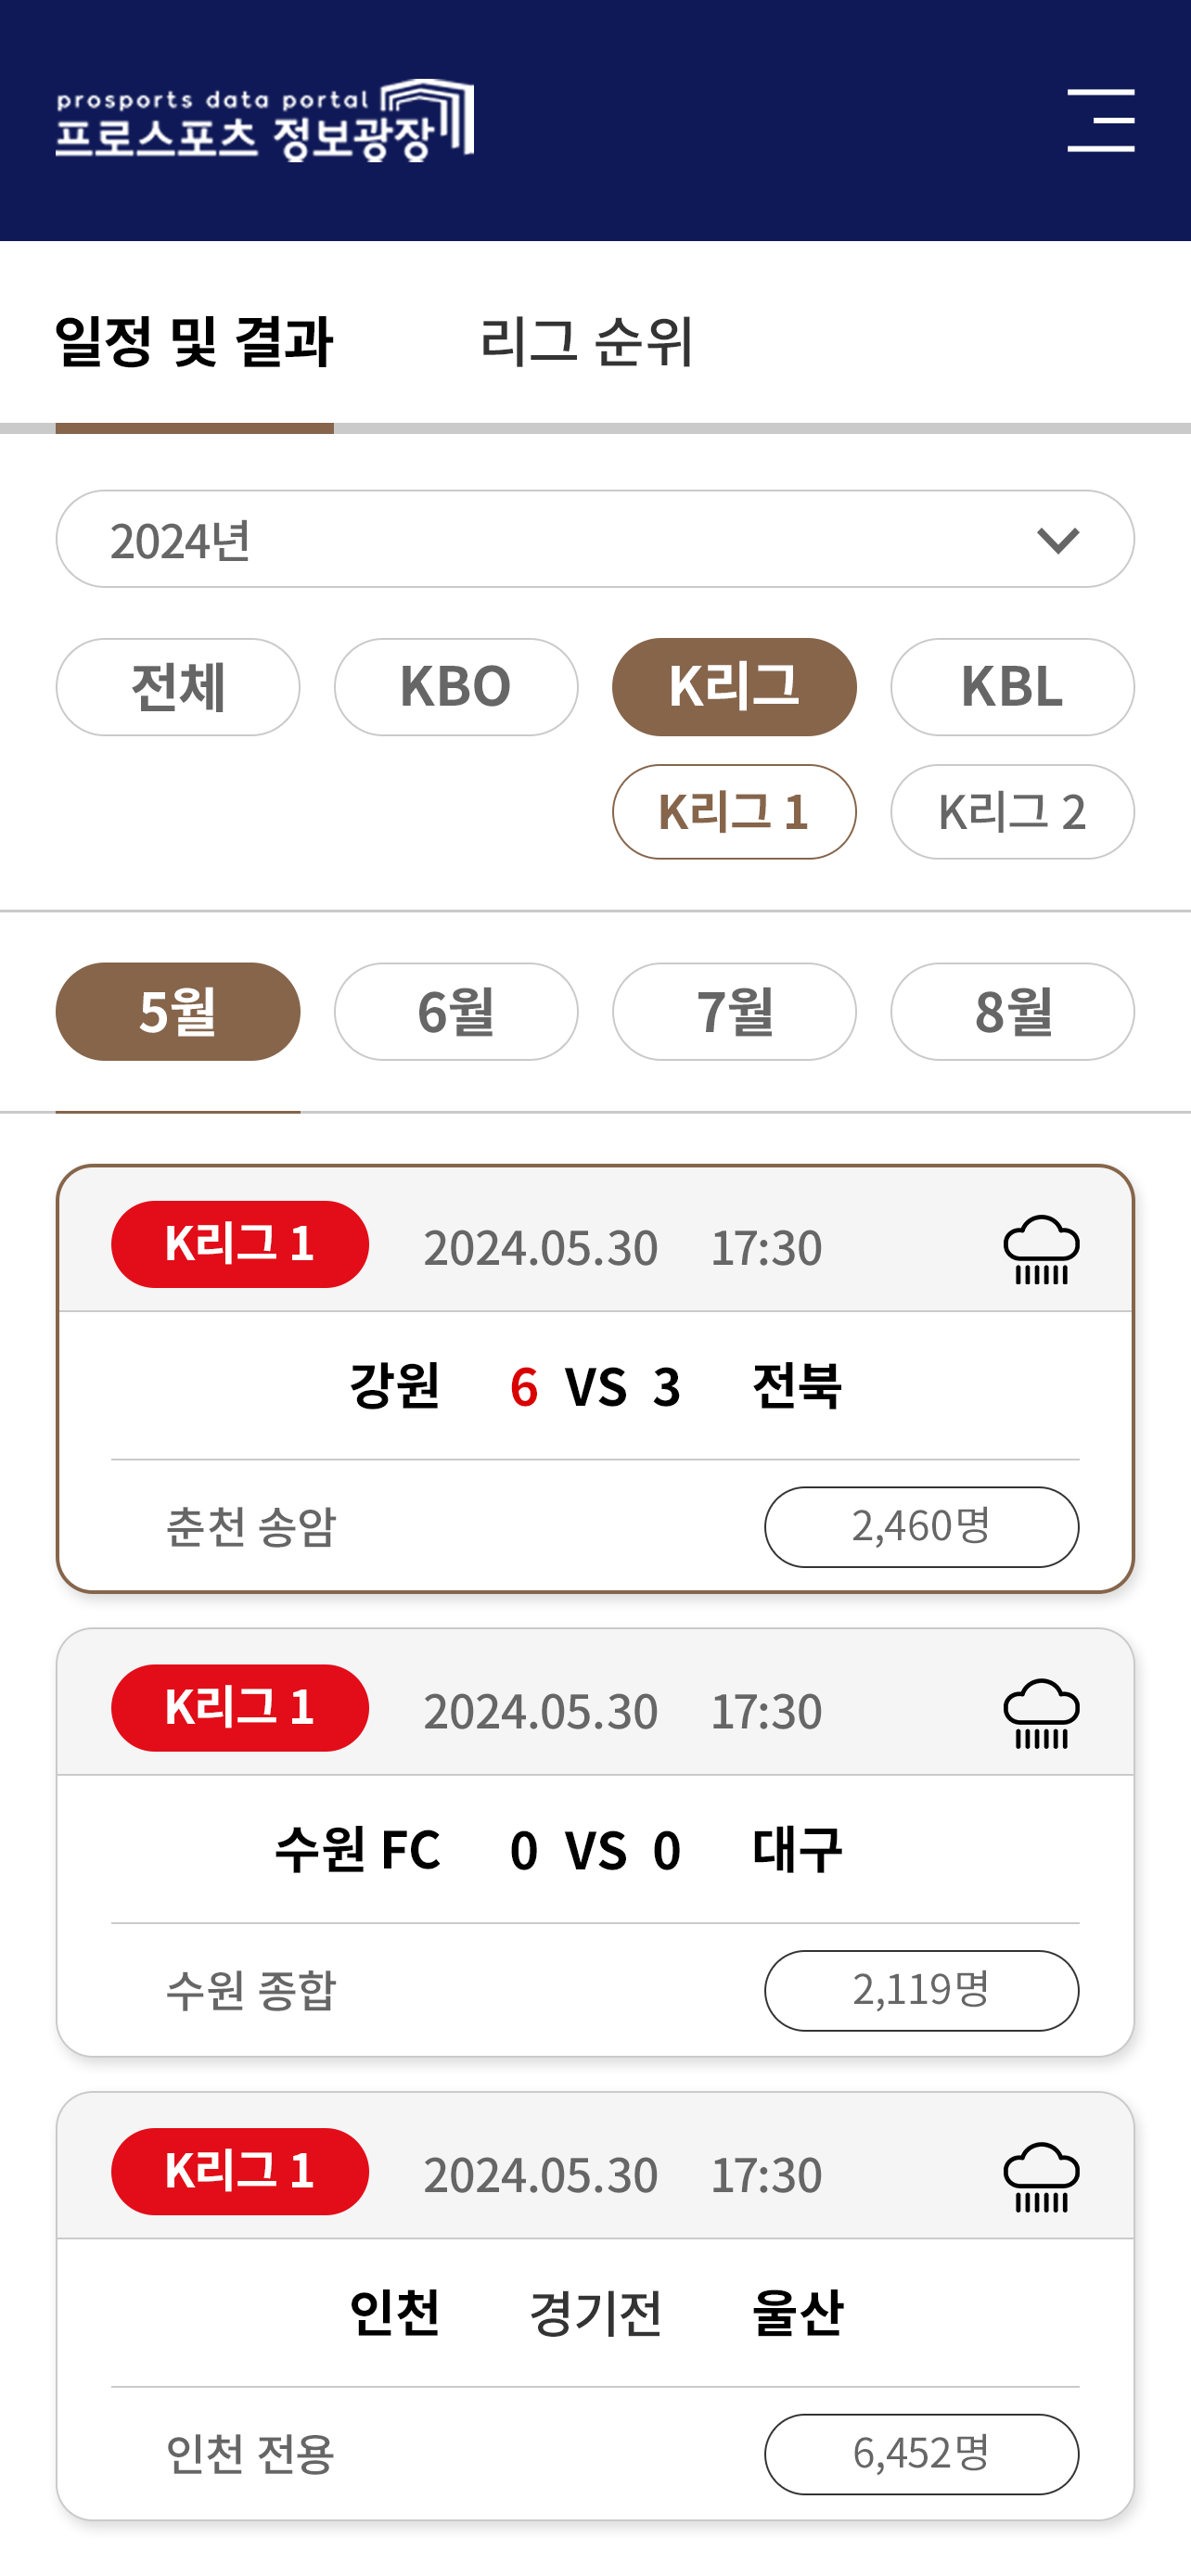 prosports data portal
프로스포츠 정보광장
일정 및 결과 리그 순위
2024년
전체 KBO K리그 KBL
K리그 1 K리그 2
5월 6월 7월 8월
K리그 1 2024.05.30 17:30
강원 6 VS 3 전북
춘천 송암 2,460명
K리그 1 2024.05.30 17:30
수원 FC 0 VS 0 대구
수원 종합 2,119명
K리그 1 2024.05.30 17:30
인천 경기전 울산
인천 전용 6,452명